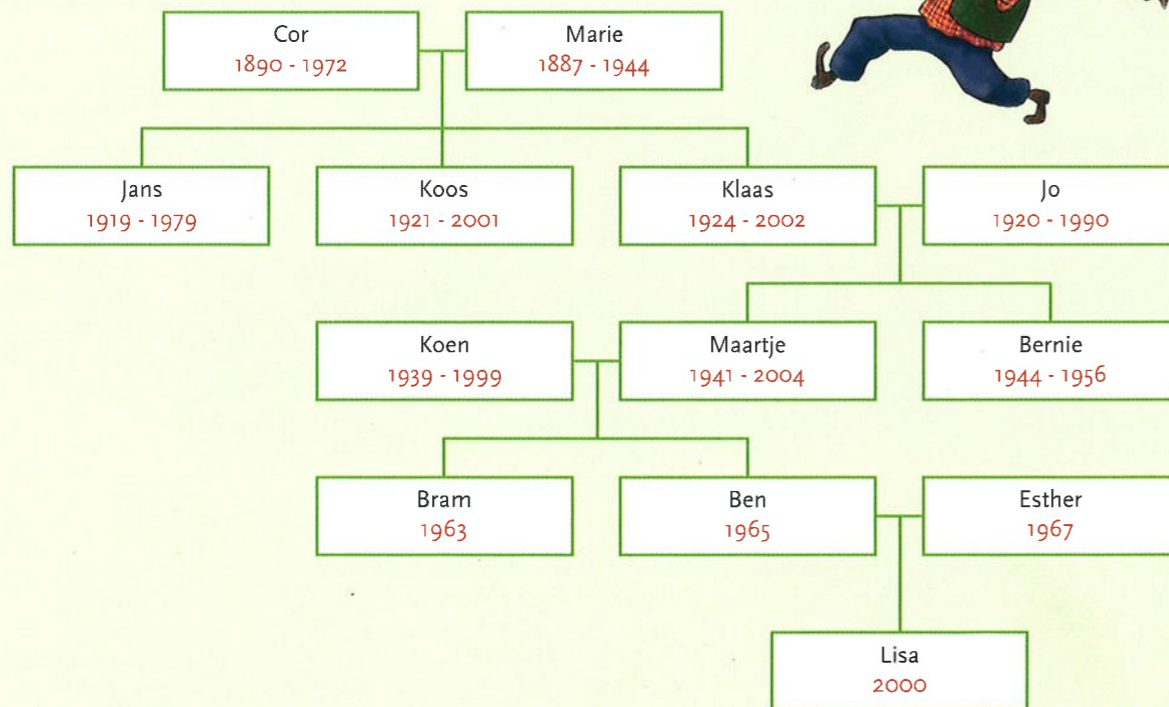 Cor
1890 - 1972
Marie
1887 - 1944
Jans
1919 - 1979
Koos
1921 - 2001
Klaas
1924 - 2002
Jo
1920 - 1990
Koen
1939 - 1999
Maartje
1941 - 2004
Bernie
1944 - 1956
Bram
1963
Ben
1965
Esther
1967
Lisa
2000